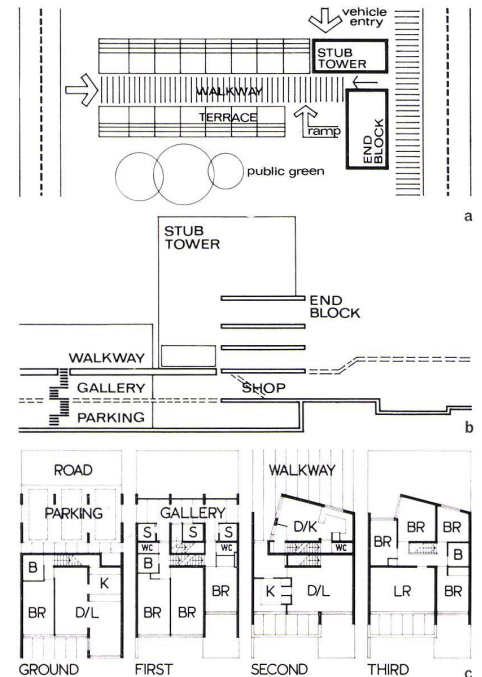 vehicle
entry
STUB
TOWER
WALKWAY
TERRACE
ramp
END
BLOCK
public green
a
STUB
TOWER
END
BLOCK
WALKWAY
GALLERY
SHOP
PARKING
b
ROAD
WALKWAY
PARKING
GALLERY
S S S
D/K
BR BR
BR
WC WC
WC
B
B
B
K
BR D/L
BR BR BR
K D/L
LR BR
GROUND FIRST SECOND THIRD
c